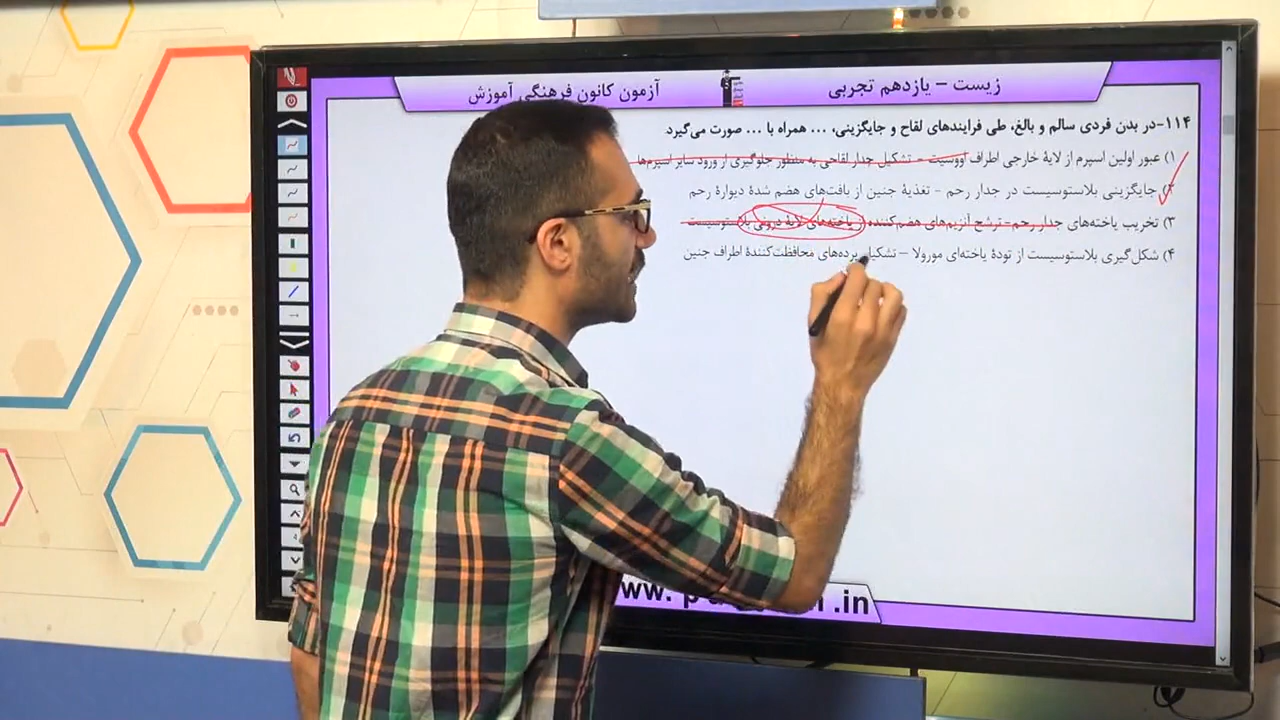 زیست - یازدهم تجربی
آزمون کانون فرهنگی آموزش
۱۱۴-در بدن فردی سالم و بالغ، طی فرایندهای لقاح و جایگزینی، ... همراه با ... صورت می‌گیرد
۱) عبور اولین اسپرم از لایهٔ خارجی اطراف اووسیت - تشکیل جدار لقاحی به منظور جلوگیری از ورود سایر اسپرم‌ها
۲) جایگزینی بلاستوسیست در جدار رحم - تغذیهٔ جنین از بافت‌های هضم شدهٔ دیوارهٔ رحم
۳) تخریب یاخته‌های جدار رحم - ترشح آنزیم‌های هضم‌کننده یاخته‌های لایهٔ درونی بلاستوسیست
۴) شکل‌گیری بلاستوسیست از تودهٔ یاخته‌ای مورولا - تشکیل پرده‌های محافظت‌کنندهٔ اطراف جنین
www. .in